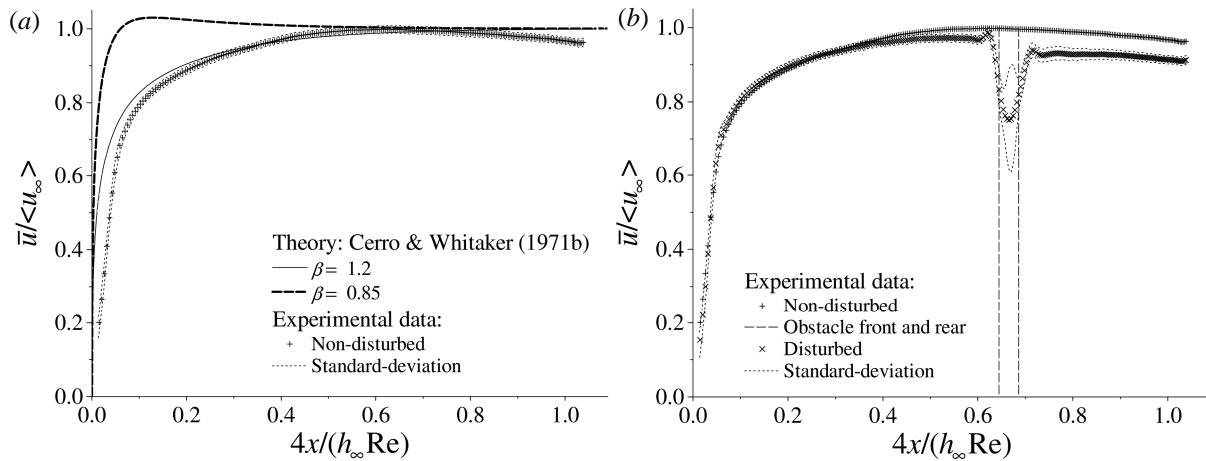 (a)
1.0
0.8
0.6
0.4
0.2
0.0
u̅/<u∞>
Theory: Cerro & Whitaker (1971b)
β = 1.2
β = 0.85
Experimental data:
Non-disturbed
Standard-deviation
0.0 0.2 0.4 0.6 0.8 1.0
4x/(h∞Re)
(b)
1.0
0.8
0.6
0.4
0.2
0.0
u̅/<u∞>
Experimental data:
Non-disturbed
Obstacle front and rear
Disturbed
Standard-deviation
0.0 0.2 0.4 0.6 0.8 1.0
4x/(h∞Re)